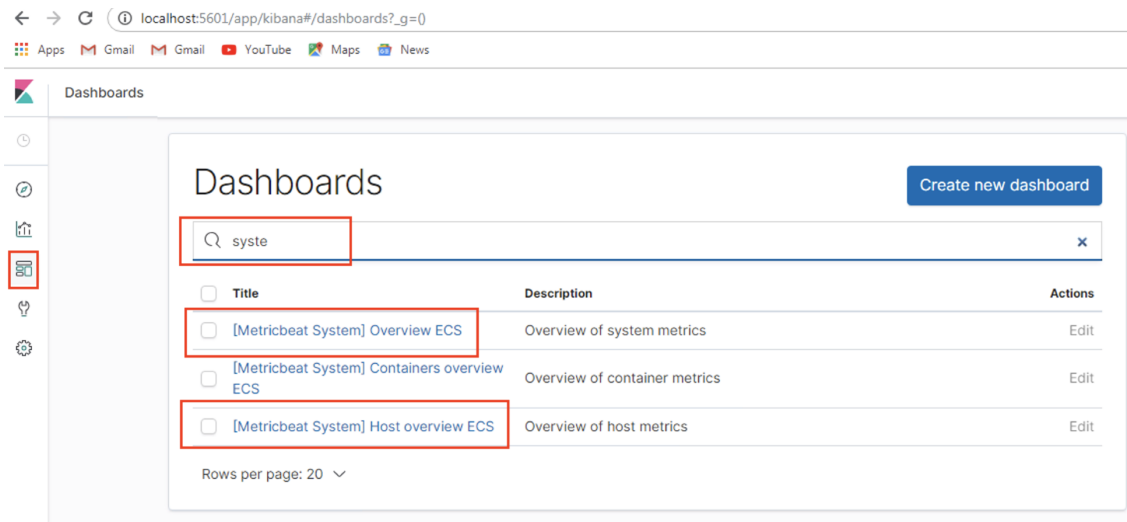 localhost:5601/app/kibana#/dashboards?_g=()
Apps Gmail Gmail YouTube Maps News
Dashboards
Dashboards
Create new dashboard
syste
Title Description Actions
[Metricbeat System] Overview ECS Overview of system metrics Edit
[Metricbeat System] Containers overview
ECS
Overview of container metrics Edit
[Metricbeat System] Host overview ECS Overview of host metrics Edit
Rows per page: 20